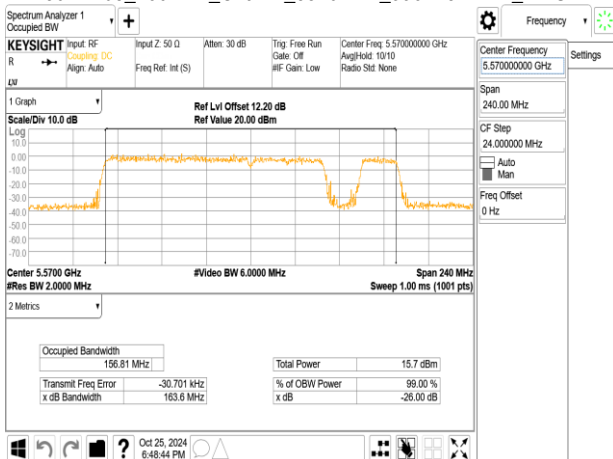 Spectrum Analyzer 1
Occupied BW
Frequency
KEYSIGHT
R
Input: RF
Coupling: DC
Align: Auto
Input Z: 50 Ω
Freq Ref: Int (S)
Atten: 30 dB
Trig: Free Run
Gate: Off
#IF Gain: Low
Center Freq: 5.570000000 GHz
Avg|Hold: 10/10
Radio Std: None
Center Frequency
5.570000000 GHz
Settings
Span
240.00 MHz
CF Step
24.000000 MHz
Auto
Man
Freq Offset
0 Hz
1 Graph
Ref Lvl Offset 12.20 dB
Scale/Div 10.0 dB
Ref Value 20.00 dBm
Log
10.0
0.00
-10.0
-20.0
-30.0
-40.0
-50.0
-60.0
-70.0
Center 5.5700 GHz
#Video BW 6.0000 MHz
Span 240 MHz
#Res BW 2.0000 MHz
Sweep 1.00 ms (1001 pts)
2 Metrics
Occupied Bandwidth
156.81 MHz
Total Power 15.7 dBm
Transmit Freq Error -30.701 kHz
% of OBW Power 99.00 %
x dB Bandwidth 163.6 MHz
x dB -26.00 dB
?
Oct 25, 2024
6:48:44 PM